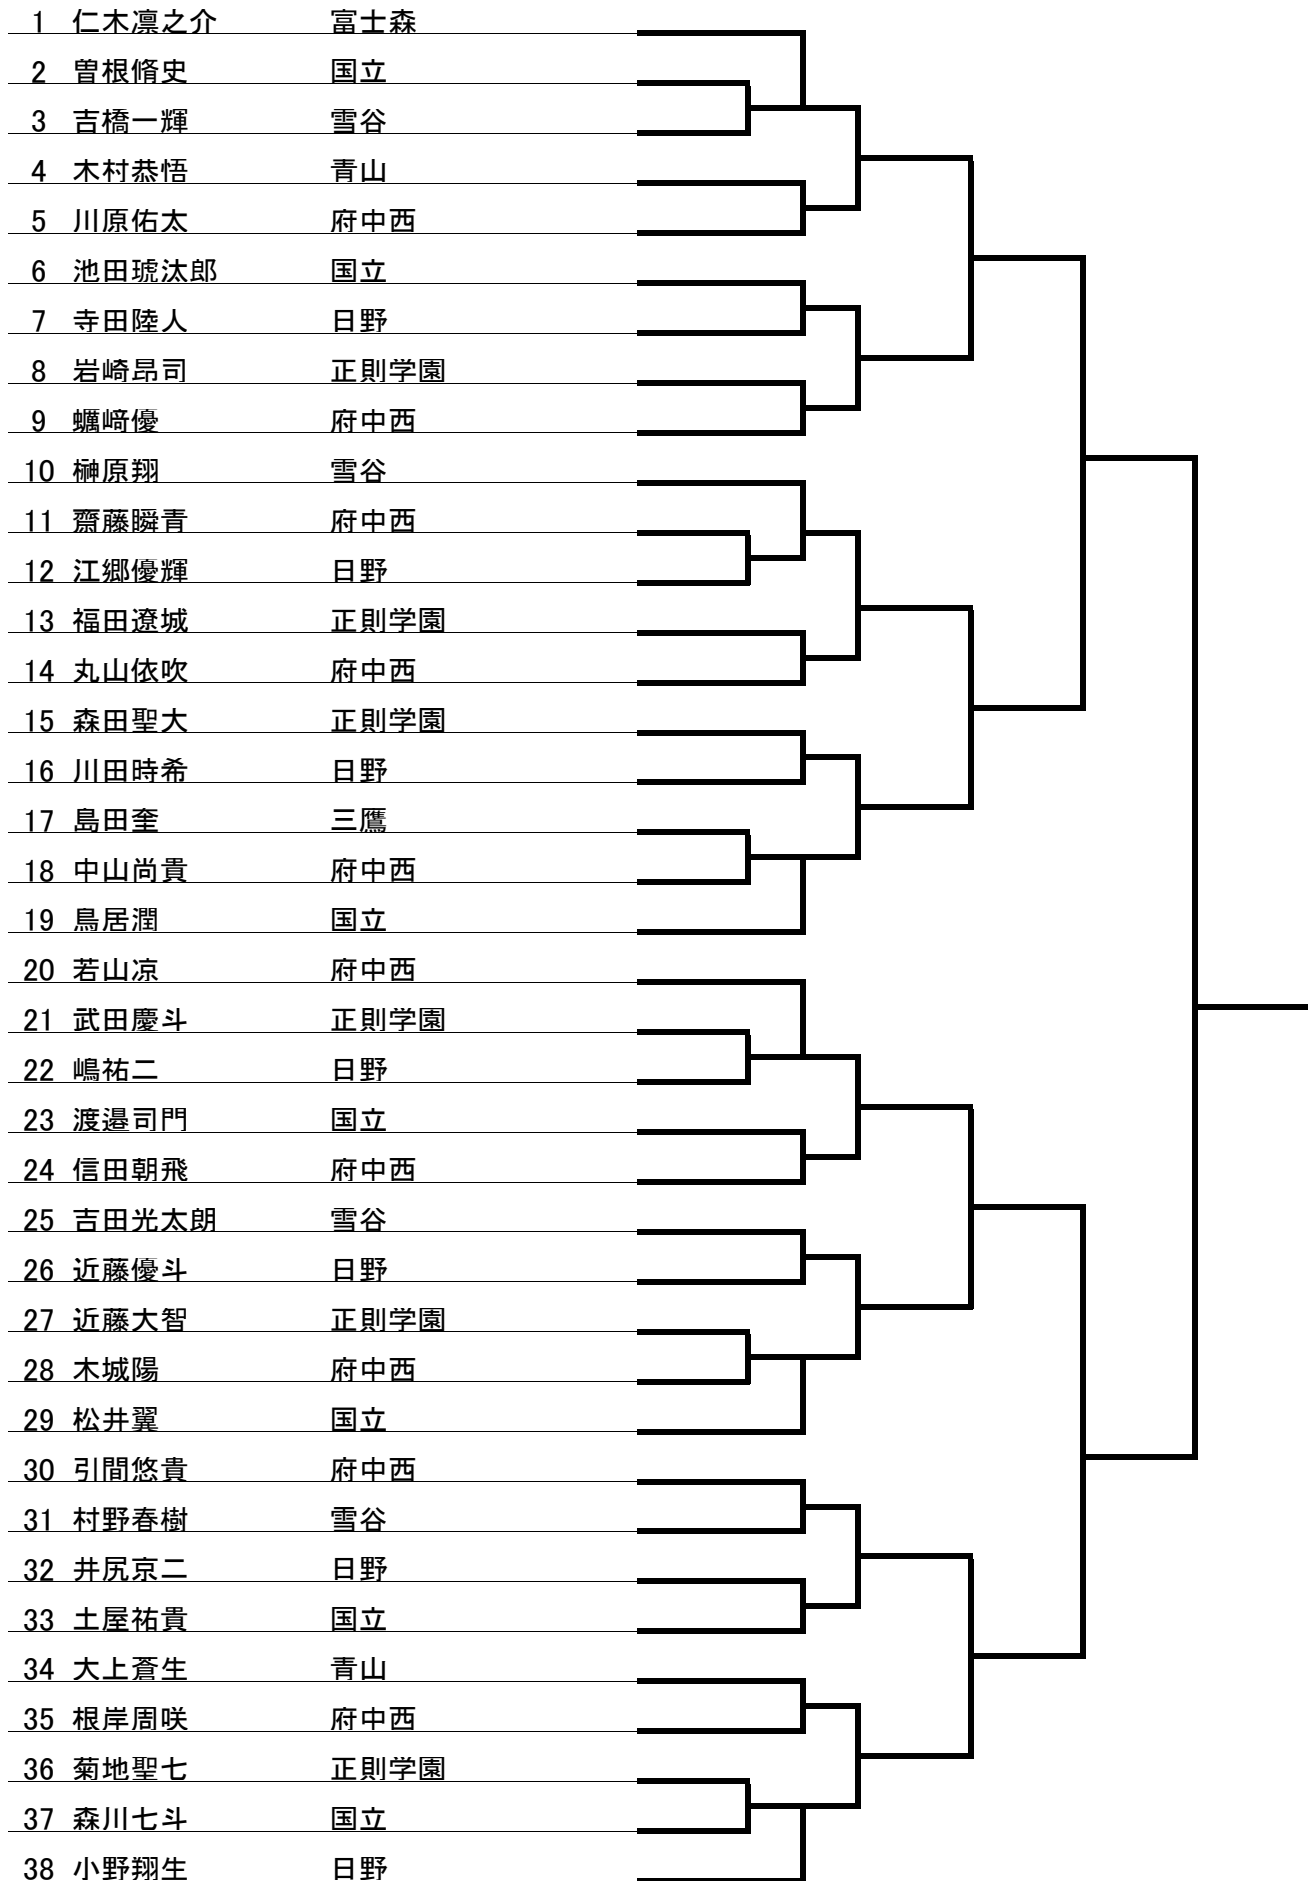 1 仁木凛之介 富士森
2 曽根脩史 国立
3 吉橋一輝 雪谷
4 木村恭悟 青山
5 川原佑太 府中西
6 池田琥汰郎 国立
7 寺田陸人 日野
8 岩崎昂司 正則学園
9 蠣﨑優 府中西
10 榊原翔 雪谷
11 齋藤瞬青 府中西
12 江郷優輝 日野
13 福田遼城 正則学園
14 丸山依吹 府中西
15 森田聖大 正則学園
16 川田時希 日野
17 島田奎 三鷹
18 中山尚貴 府中西
19 鳥居潤 国立
20 若山凉 府中西
21 武田慶斗 正則学園
22 嶋祐二 日野
23 渡邉司門 国立
24 信田朝飛 府中西
25 吉田光太朗 雪谷
26 近藤優斗 日野
27 近藤大智 正則学園
28 木城陽 府中西
29 松井翼 国立
30 引間悠貴 府中西
31 村野春樹 雪谷
32 井尻京二 日野
33 土屋祐貴 国立
34 大上蒼生 青山
35 根岸周咲 府中西
36 菊地聖七 正則学園
37 森川七斗 国立
38 小野翔生 日野